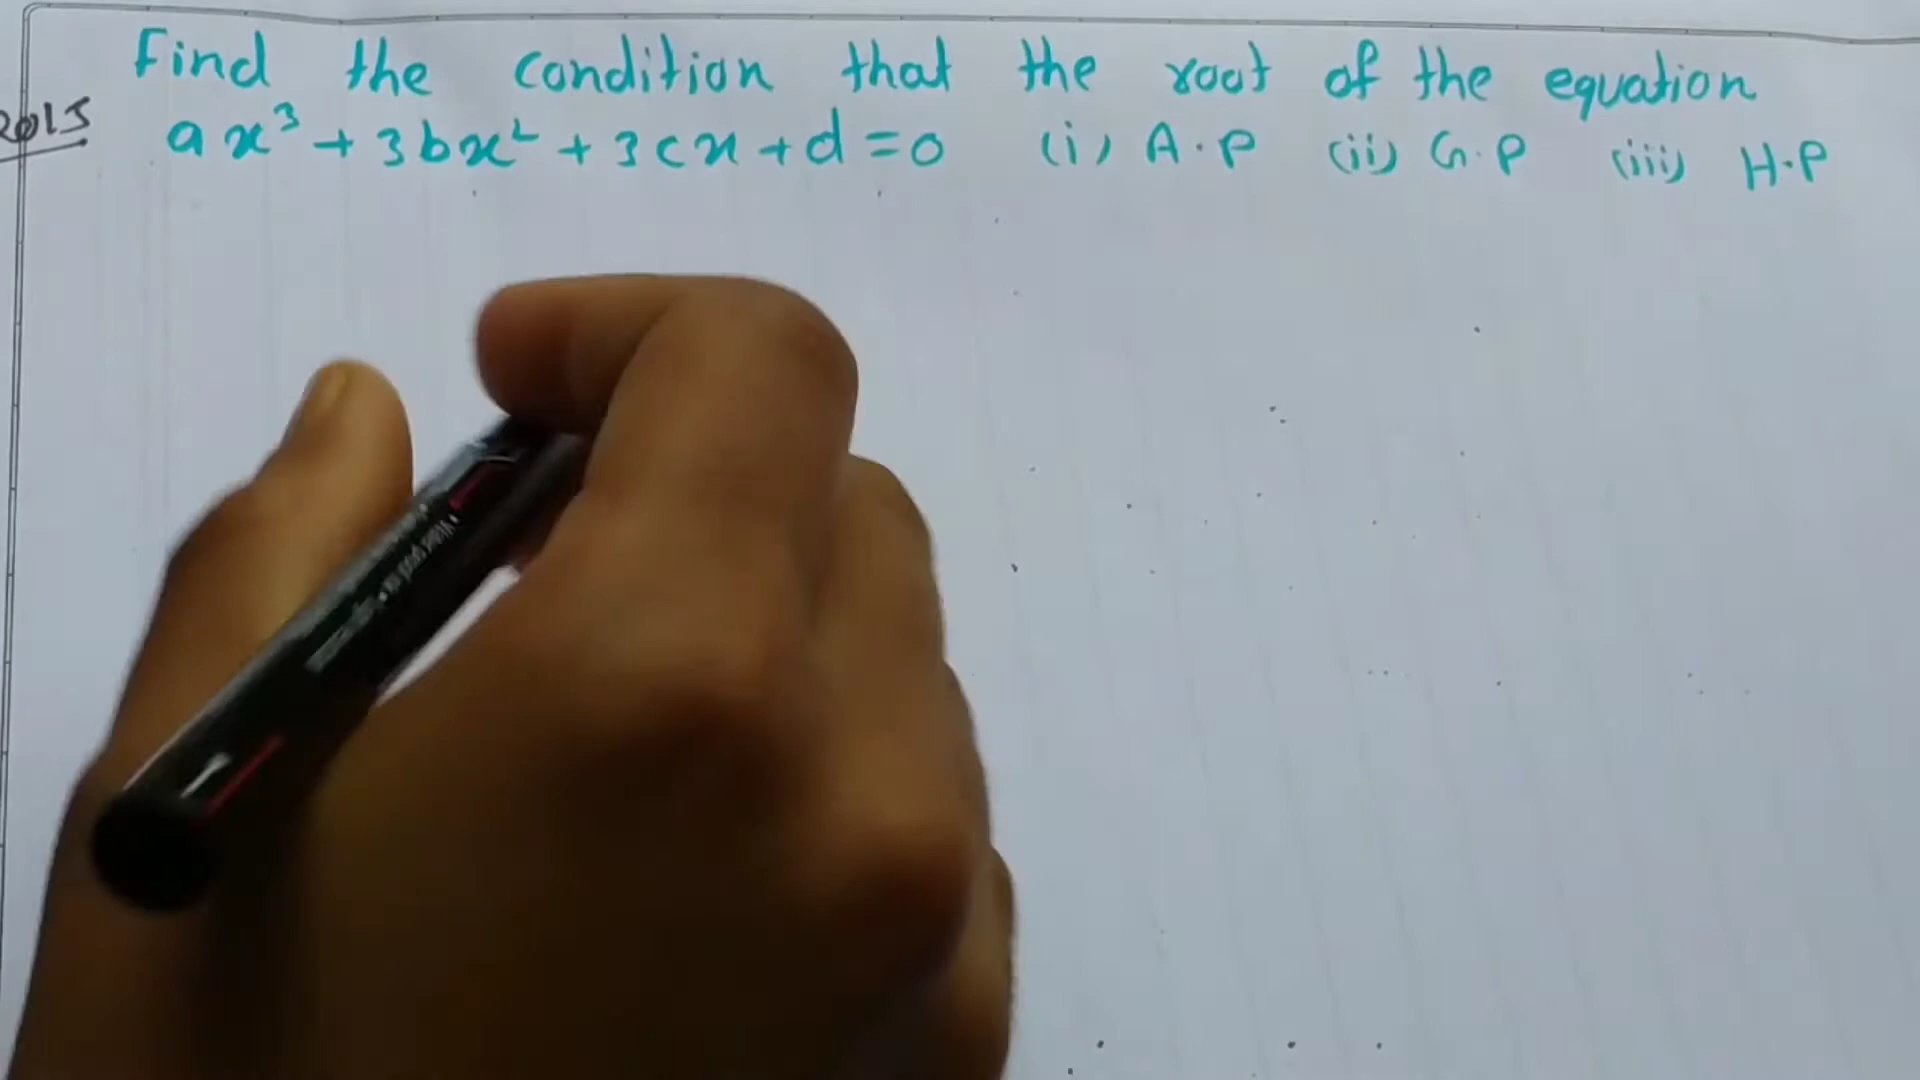 Find the condition that the root of the equation
2015
ax³ + 3bx² + 3cx + d = 0 (i) A.P (ii) G.P (iii) H.P